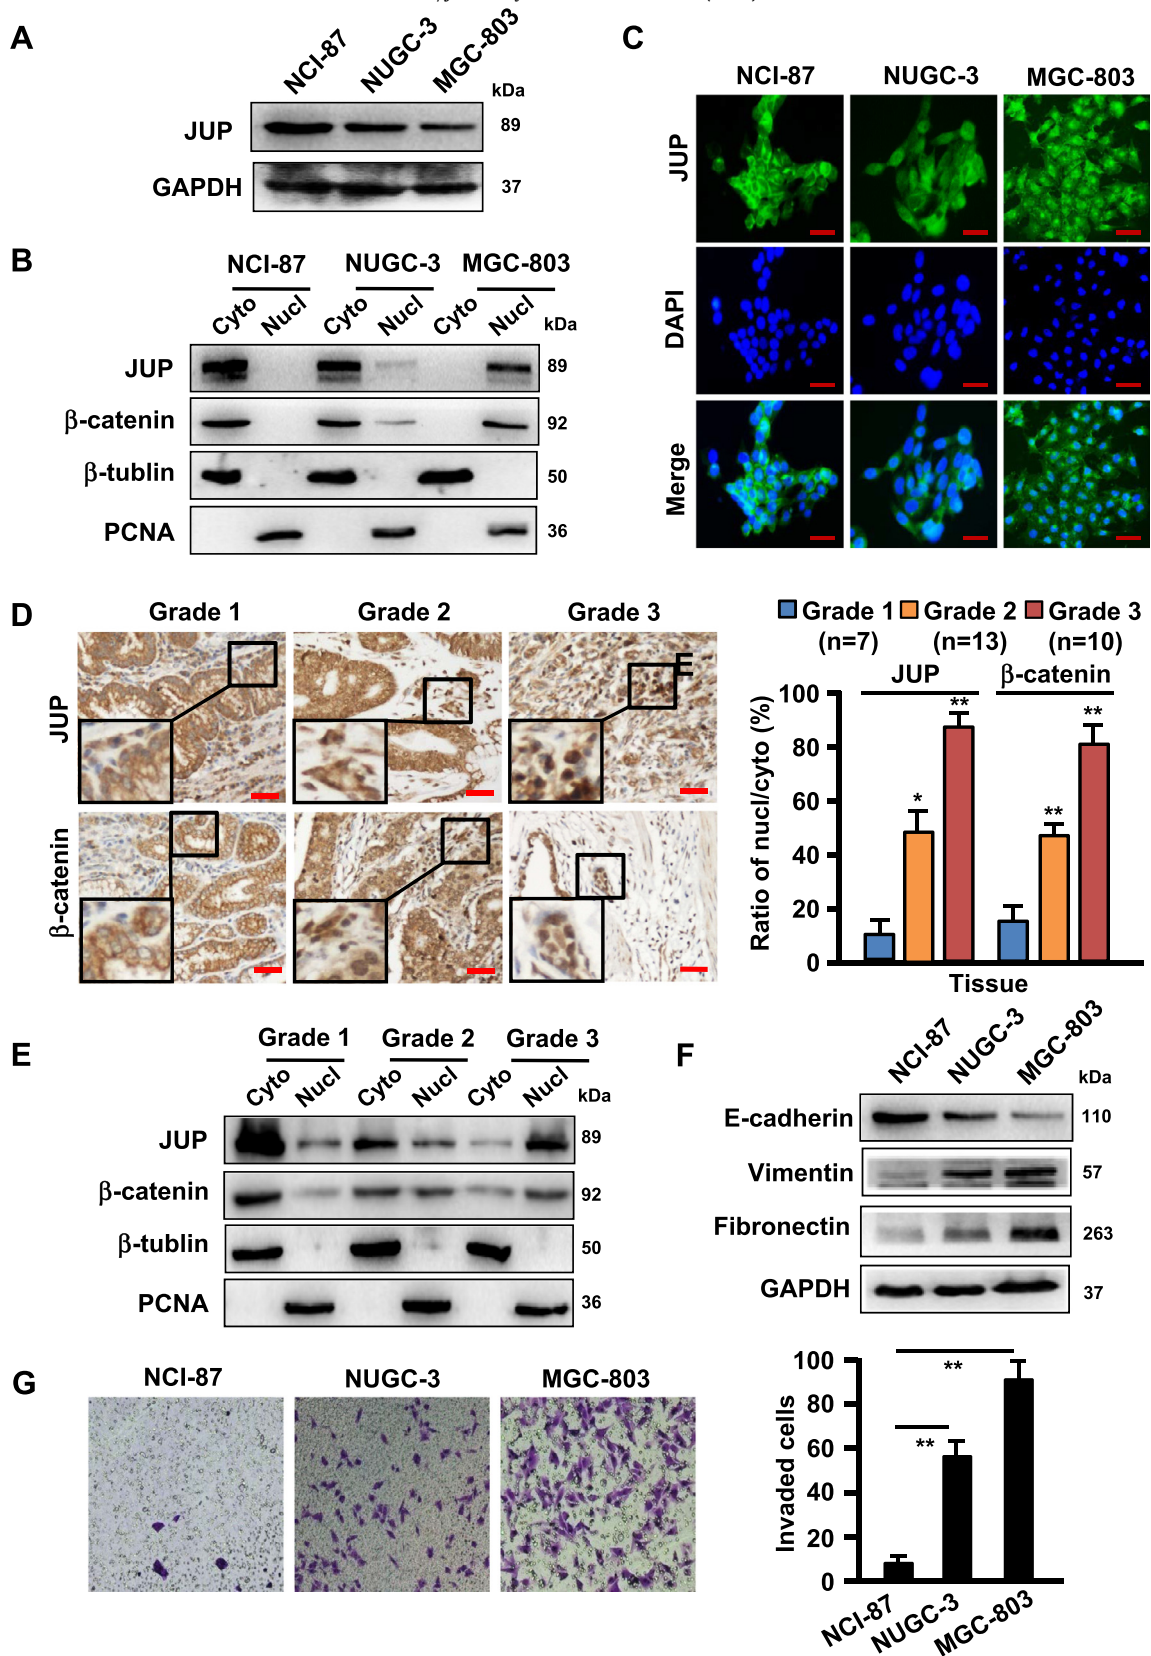 A
NCI-87 NUGC-3 MGC-803
kDa
JUP 89
GAPDH 37
B
NCI-87 NUGC-3 MGC-803
Cyto Nucl Cyto Nucl Cyto Nucl kDa
JUP 89
β-catenin 92
β-tublin 50
PCNA 36
C
NCI-87 NUGC-3 MGC-803
JUP
DAPI
Merge
D
Grade 1 Grade 2 Grade 3
JUP
E
β-catenin
Grade 1 Grade 2 Grade 3
(n=7) (n=13) (n=10)
JUP β-catenin
Ratio of nucl/cyto (%)
100
80
60
40
20
0
* ** ** **
Tissue
E
Grade 1 Grade 2 Grade 3
Cyto Nucl Cyto Nucl Cyto Nucl kDa
JUP 89
β-catenin 92
β-tublin 50
PCNA 36
F
NCI-87 NUGC-3 MGC-803
kDa
E-cadherin 110
Vimentin 57
Fibronectin 263
GAPDH 37
G
NCI-87 NUGC-3 MGC-803
Invaded cells
100
80
60
40
20
0
**
**
NCI-87 NUGC-3 MGC-803